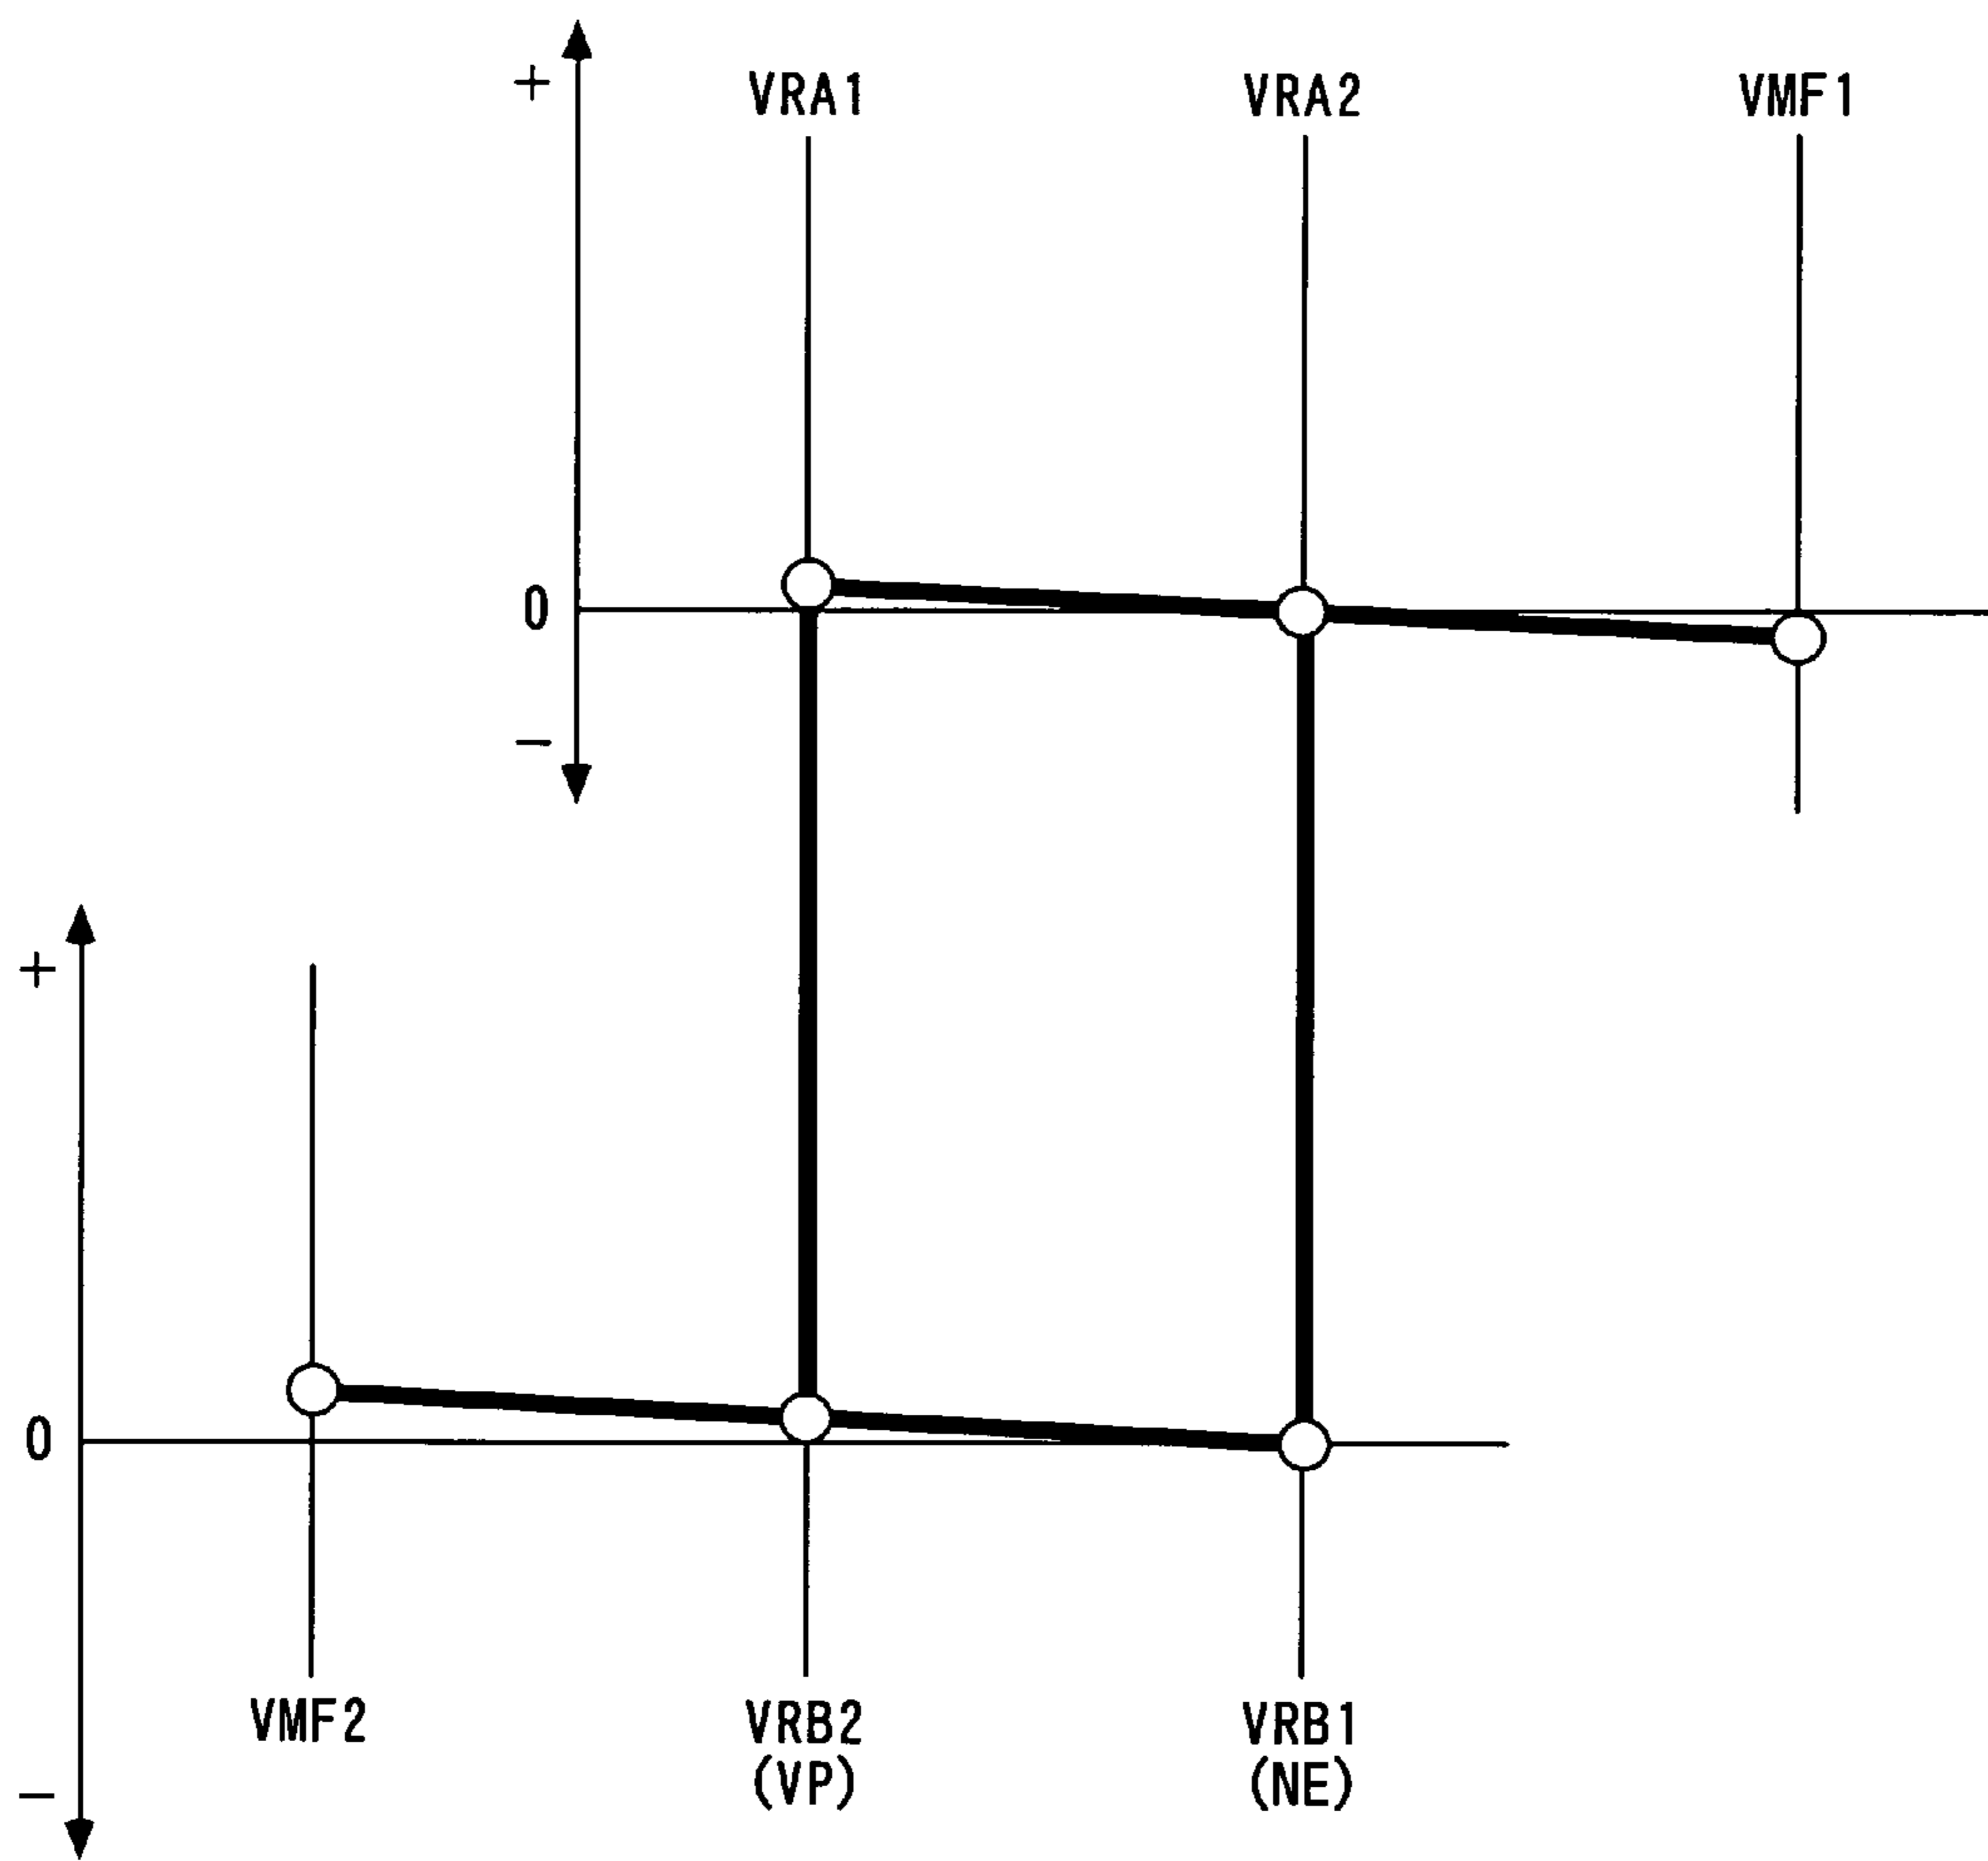 +
VRA1 VRA2 VMF1
0
−
+
0
VMF2 VRB2 VRB1
(VP) (NE)
−